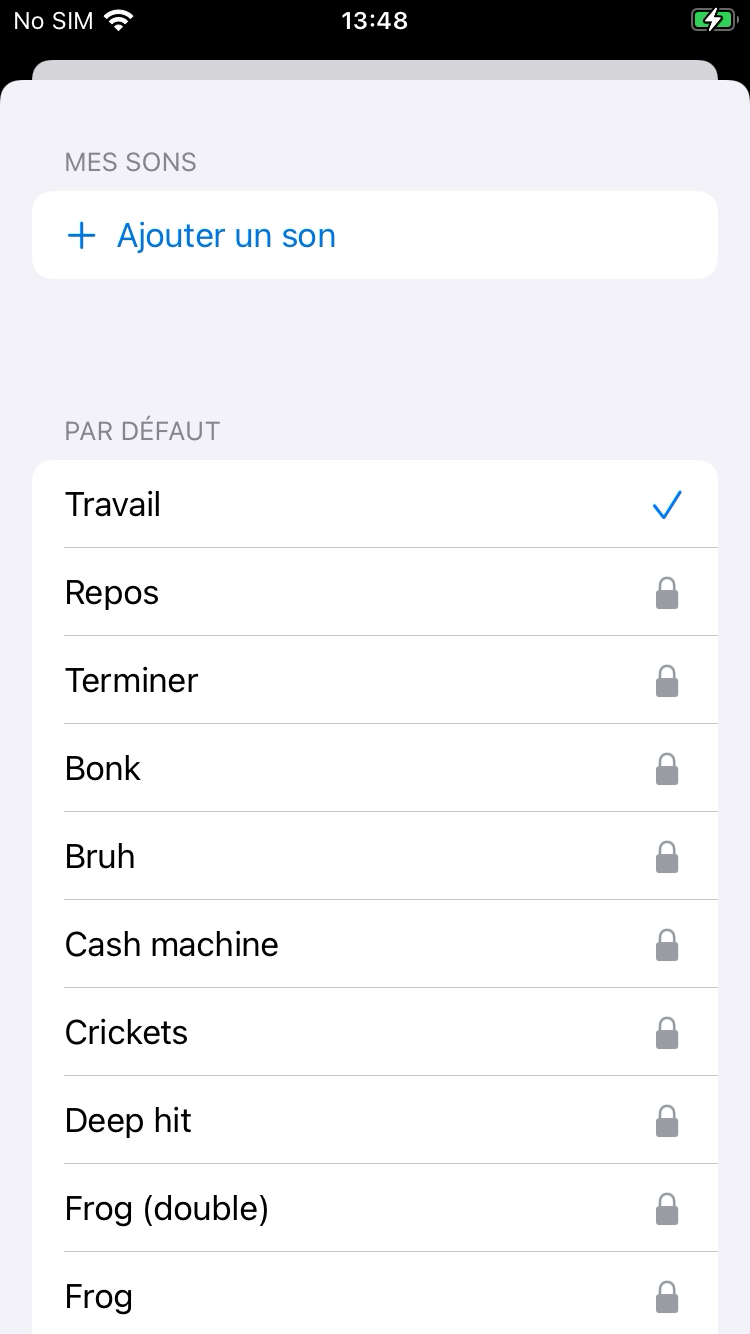 No SIM 13:48
MES SONS
+ Ajouter un son
PAR DÉFAUT
Travail
Repos
Terminer
Bonk
Bruh
Cash machine
Crickets
Deep hit
Frog (double)
Frog